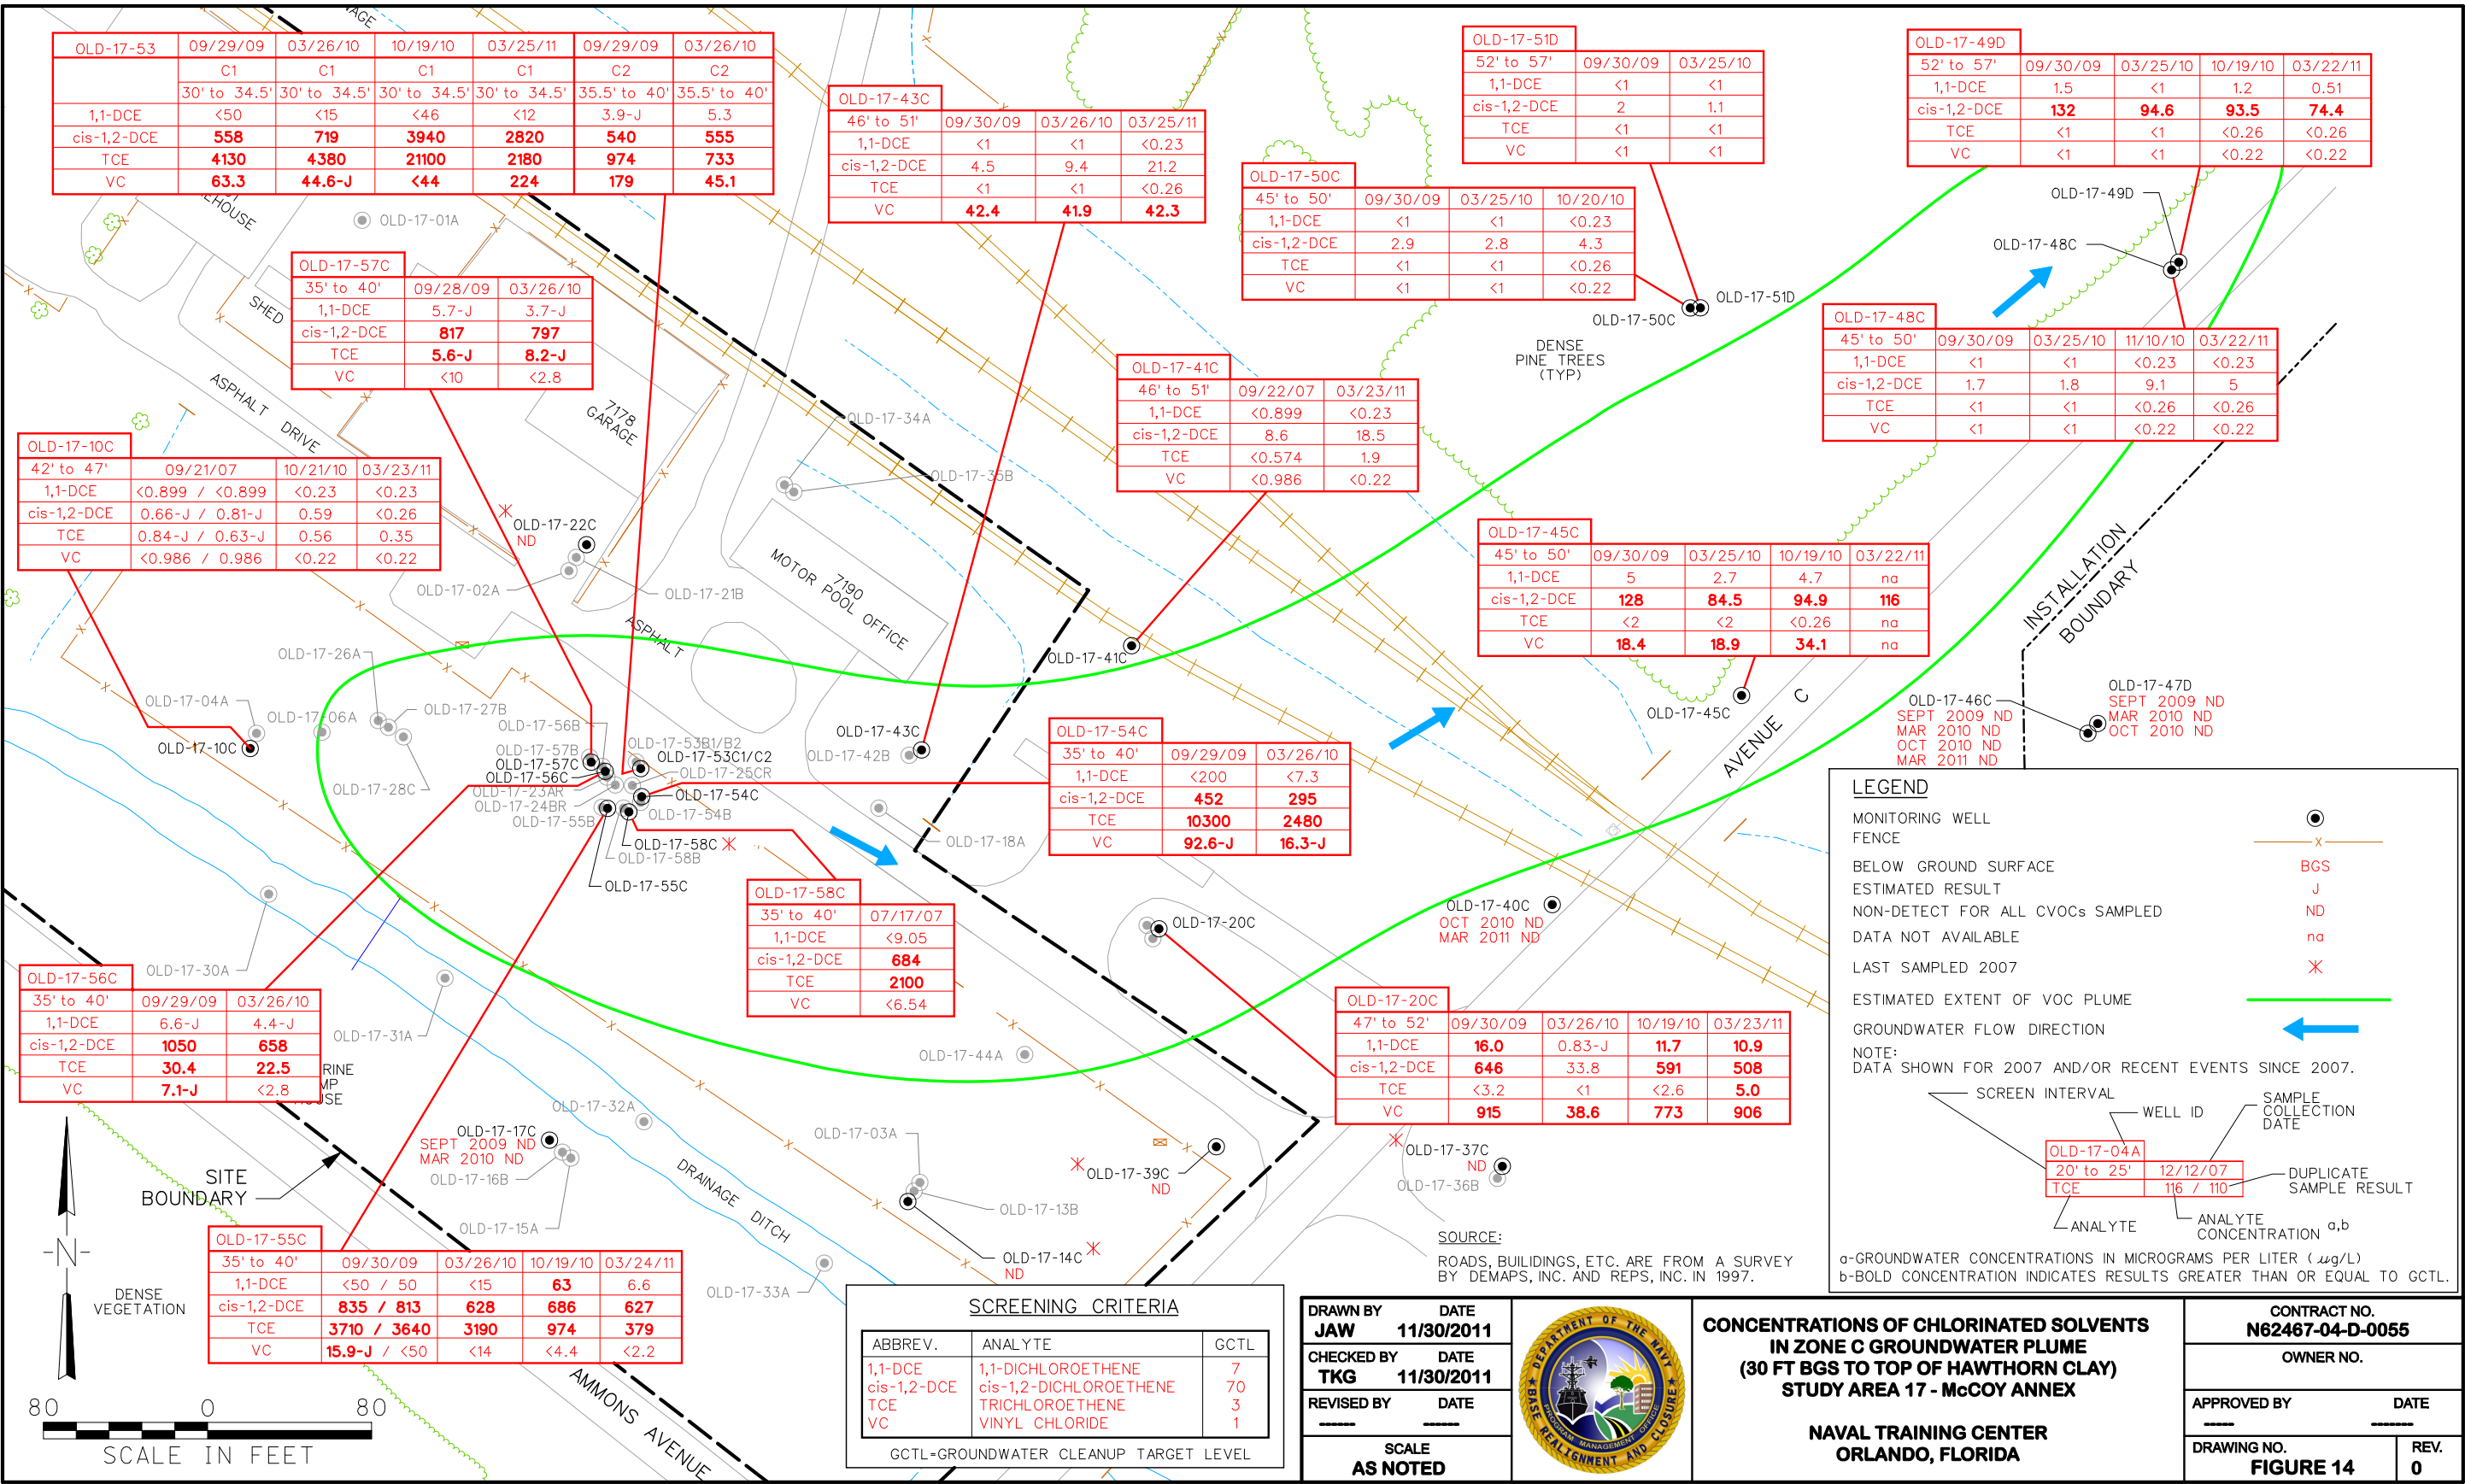 OLD-17-53 09/29/09 03/26/10 10/19/10 03/25/11 09/29/09 03/26/10
C1 C1 C1 C1 C2 C2
30' to 34.5' 30' to 34.5' 30' to 34.5' 30' to 34.5' 35.5' to 40' 35.5' to 40'
1,1-DCE <50 <15 <46 <12 3.9-J 5.3
cis-1,2-DCE 558 719 3940 2820 540 555
TCE 4130 4380 21100 2180 974 733
VC 63.3 44.6-J <44 224 179 45.1
OLD-17-43C
46' to 51' 09/30/09 03/26/10 03/25/11
1,1-DCE <1 <1 <0.23
cis-1,2-DCE 4.5 9.4 21.2
TCE <1 <1 <0.26
VC 42.4 41.9 42.3
OLD-17-51D
52' to 57' 09/30/09 03/25/10
1,1-DCE <1 <1
cis-1,2-DCE 2 1.1
TCE <1 <1
VC <1 <1
OLD-17-49D
52' to 57' 09/30/09 03/25/10 10/19/10 03/22/11
1,1-DCE 1.5 <1 1.2 0.51
cis-1,2-DCE 132 94.6 93.5 74.4
TCE <1 <1 <0.26 <0.26
VC <1 <1 <0.22 <0.22
OLD-17-50C
45' to 50' 09/30/09 03/25/10 10/20/10
1,1-DCE <1 <1 <0.23
cis-1,2-DCE 2.9 2.8 4.3
TCE <1 <1 <0.26
VC <1 <1 <0.22
OLD-17-57C
35' to 40' 09/28/09 03/26/10
1,1-DCE 5.7-J 3.7-J
cis-1,2-DCE 817 797
TCE 5.6-J 8.2-J
VC <10 <2.8
OLD-17-48C
45' to 50' 09/30/09 03/25/10 11/10/10 03/22/11
1,1-DCE <1 <1 <0.23 <0.23
cis-1,2-DCE 1.7 1.8 9.1 5
TCE <1 <1 <0.26 <0.26
VC <1 <1 <0.22 <0.22
OLD-17-41C
46' to 51' 09/22/07 03/23/11
1,1-DCE <0.899 <0.23
cis-1,2-DCE 8.6 18.5
TCE <0.574 1.9
VC <0.986 <0.22
OLD-17-10C
42' to 47' 09/21/07 10/21/10 03/23/11
1,1-DCE <0.899 / <0.899 <0.23 <0.23
cis-1,2-DCE 0.66-J / 0.81-J 0.59 <0.26
TCE 0.84-J / 0.63-J 0.56 0.35
VC <0.986 / 0.986 <0.22 <0.22
OLD-17-45C
45' to 50' 09/30/09 03/25/10 10/19/10 03/22/11
1,1-DCE 5 2.7 4.7 na
cis-1,2-DCE 128 84.5 94.9 116
TCE <2 <2 <0.26 na
VC 18.4 18.9 34.1 na
OLD-17-54C
35' to 40' 09/29/09 03/26/10
1,1-DCE <200 <7.3
cis-1,2-DCE 452 295
TCE 10300 2480
VC 92.6-J 16.3-J
OLD-17-58C
35' to 40' 07/17/07
1,1-DCE <9.05
cis-1,2-DCE 684
TCE 2100
VC <6.54
OLD-17-56C
35' to 40' 09/29/09 03/26/10
1,1-DCE 6.6-J 4.4-J
cis-1,2-DCE 1050 658
TCE 30.4 22.5
VC 7.1-J <2.8
OLD-17-20C
47' to 52' 09/30/09 03/26/10 10/19/10 03/23/11
1,1-DCE 16.0 0.83-J 11.7 10.9
cis-1,2-DCE 646 33.8 591 508
TCE <3.2 <1 <2.6 5.0
VC 915 38.6 773 906
OLD-17-55C
35' to 40' 09/30/09 03/26/10 10/19/10 03/24/11
1,1-DCE <50 / 50 <15 63 6.6
cis-1,2-DCE 835 / 813 628 686 627
TCE 3710 / 3640 3190 974 379
VC 15.9-J / <50 <14 <4.4 <2.2
OLD-17-01A
SHED
ASPHALT DRIVE
7178
GARAGE
OLD-17-34A
OLD-17-35B
OLD-17-22C
ND
OLD-17-02A
OLD-17-21B
7190
MOTOR POOL OFFICE
ASPHALT
OLD-17-49D
OLD-17-48C
OLD-17-51D
OLD-17-50C
DENSE
PINE TREES
(TYP)
OLD-17-41C
OLD-17-45C
AVENUE C
INSTALLATION
BOUNDARY
OLD-17-46C
SEPT 2009 ND
MAR 2010 ND
OCT 2010 ND
MAR 2011 ND
OLD-17-47D
SEPT 2009 ND
MAR 2010 ND
OCT 2010 ND
OLD-17-26A
OLD-17-04A
OLD-17-06A
OLD-17-27B
OLD-17-10C
OLD-17-28C
OLD-17-56B
OLD-17-57B
OLD-17-57C
OLD-17-56C
OLD-17-23AR
OLD-17-24BR
OLD-17-55B
OLD-17-53B1/B2
OLD-17-53C1/C2
OLD-17-25CR
OLD-17-54C
OLD-17-54B
OLD-17-58C
OLD-17-58B
OLD-17-55C
OLD-17-43C
OLD-17-42B
OLD-17-18A
OLD-17-20C
OLD-17-40C
OCT 2010 ND
MAR 2011 ND
OLD-17-30A
OLD-17-31A
OLD-17-44A
OLD-17-32A
OLD-17-17C
SEPT 2009 ND
MAR 2010 ND
OLD-17-16B
OLD-17-15A
OLD-17-03A
OLD-17-13B
OLD-17-14C
ND
OLD-17-39C
ND
OLD-17-37C
ND
OLD-17-36B
OLD-17-33A
DRAINAGE DITCH
SITE
BOUNDARY
-N-
DENSE
VEGETATION
80 0 80
SCALE IN FEET
AMMONS AVENUE
SOURCE:
ROADS, BUILDINGS, ETC. ARE FROM A SURVEY
BY DEMAPS, INC. AND REPS, INC. IN 1997.
LEGEND
MONITORING WELL
FENCE X
BELOW GROUND SURFACE BGS
ESTIMATED RESULT J
NON-DETECT FOR ALL CVOCs SAMPLED ND
DATA NOT AVAILABLE na
LAST SAMPLED 2007
ESTIMATED EXTENT OF VOC PLUME
GROUNDWATER FLOW DIRECTION
NOTE:
DATA SHOWN FOR 2007 AND/OR RECENT EVENTS SINCE 2007.
SCREEN INTERVAL
WELL ID
SAMPLE
COLLECTION
DATE
OLD-17-04A
20' to 25' 12/12/07
TCE 116 / 110
DUPLICATE
SAMPLE RESULT
ANALYTE
ANALYTE
CONCENTRATION a,b
a-GROUNDWATER CONCENTRATIONS IN MICROGRAMS PER LITER (µg/L)
b-BOLD CONCENTRATION INDICATES RESULTS GREATER THAN OR EQUAL TO GCTL.
SCREENING CRITERIA
ABBREV. ANALYTE GCTL
1,1-DCE 1,1-DICHLOROETHENE 7
cis-1,2-DCE cis-1,2-DICHLOROETHENE 70
TCE TRICHLOROETHENE 3
VC VINYL CHLORIDE 1
GCTL=GROUNDWATER CLEANUP TARGET LEVEL
DRAWN BY DATE
JAW 11/30/2011
CHECKED BY DATE
TKG 11/30/2011
REVISED BY DATE
------ ------
SCALE
AS NOTED
DEPARTMENT OF THE NAVY
BASE REALIGNMENT AND CLOSURE
PROGRAM MANAGEMENT OFFICE
CONCENTRATIONS OF CHLORINATED SOLVENTS
IN ZONE C GROUNDWATER PLUME
(30 FT BGS TO TOP OF HAWTHORN CLAY)
STUDY AREA 17 - McCOY ANNEX
NAVAL TRAINING CENTER
ORLANDO, FLORIDA
CONTRACT NO.
N62467-04-D-0055
OWNER NO.
APPROVED BY DATE
----- -------
DRAWING NO. REV.
FIGURE 14 0